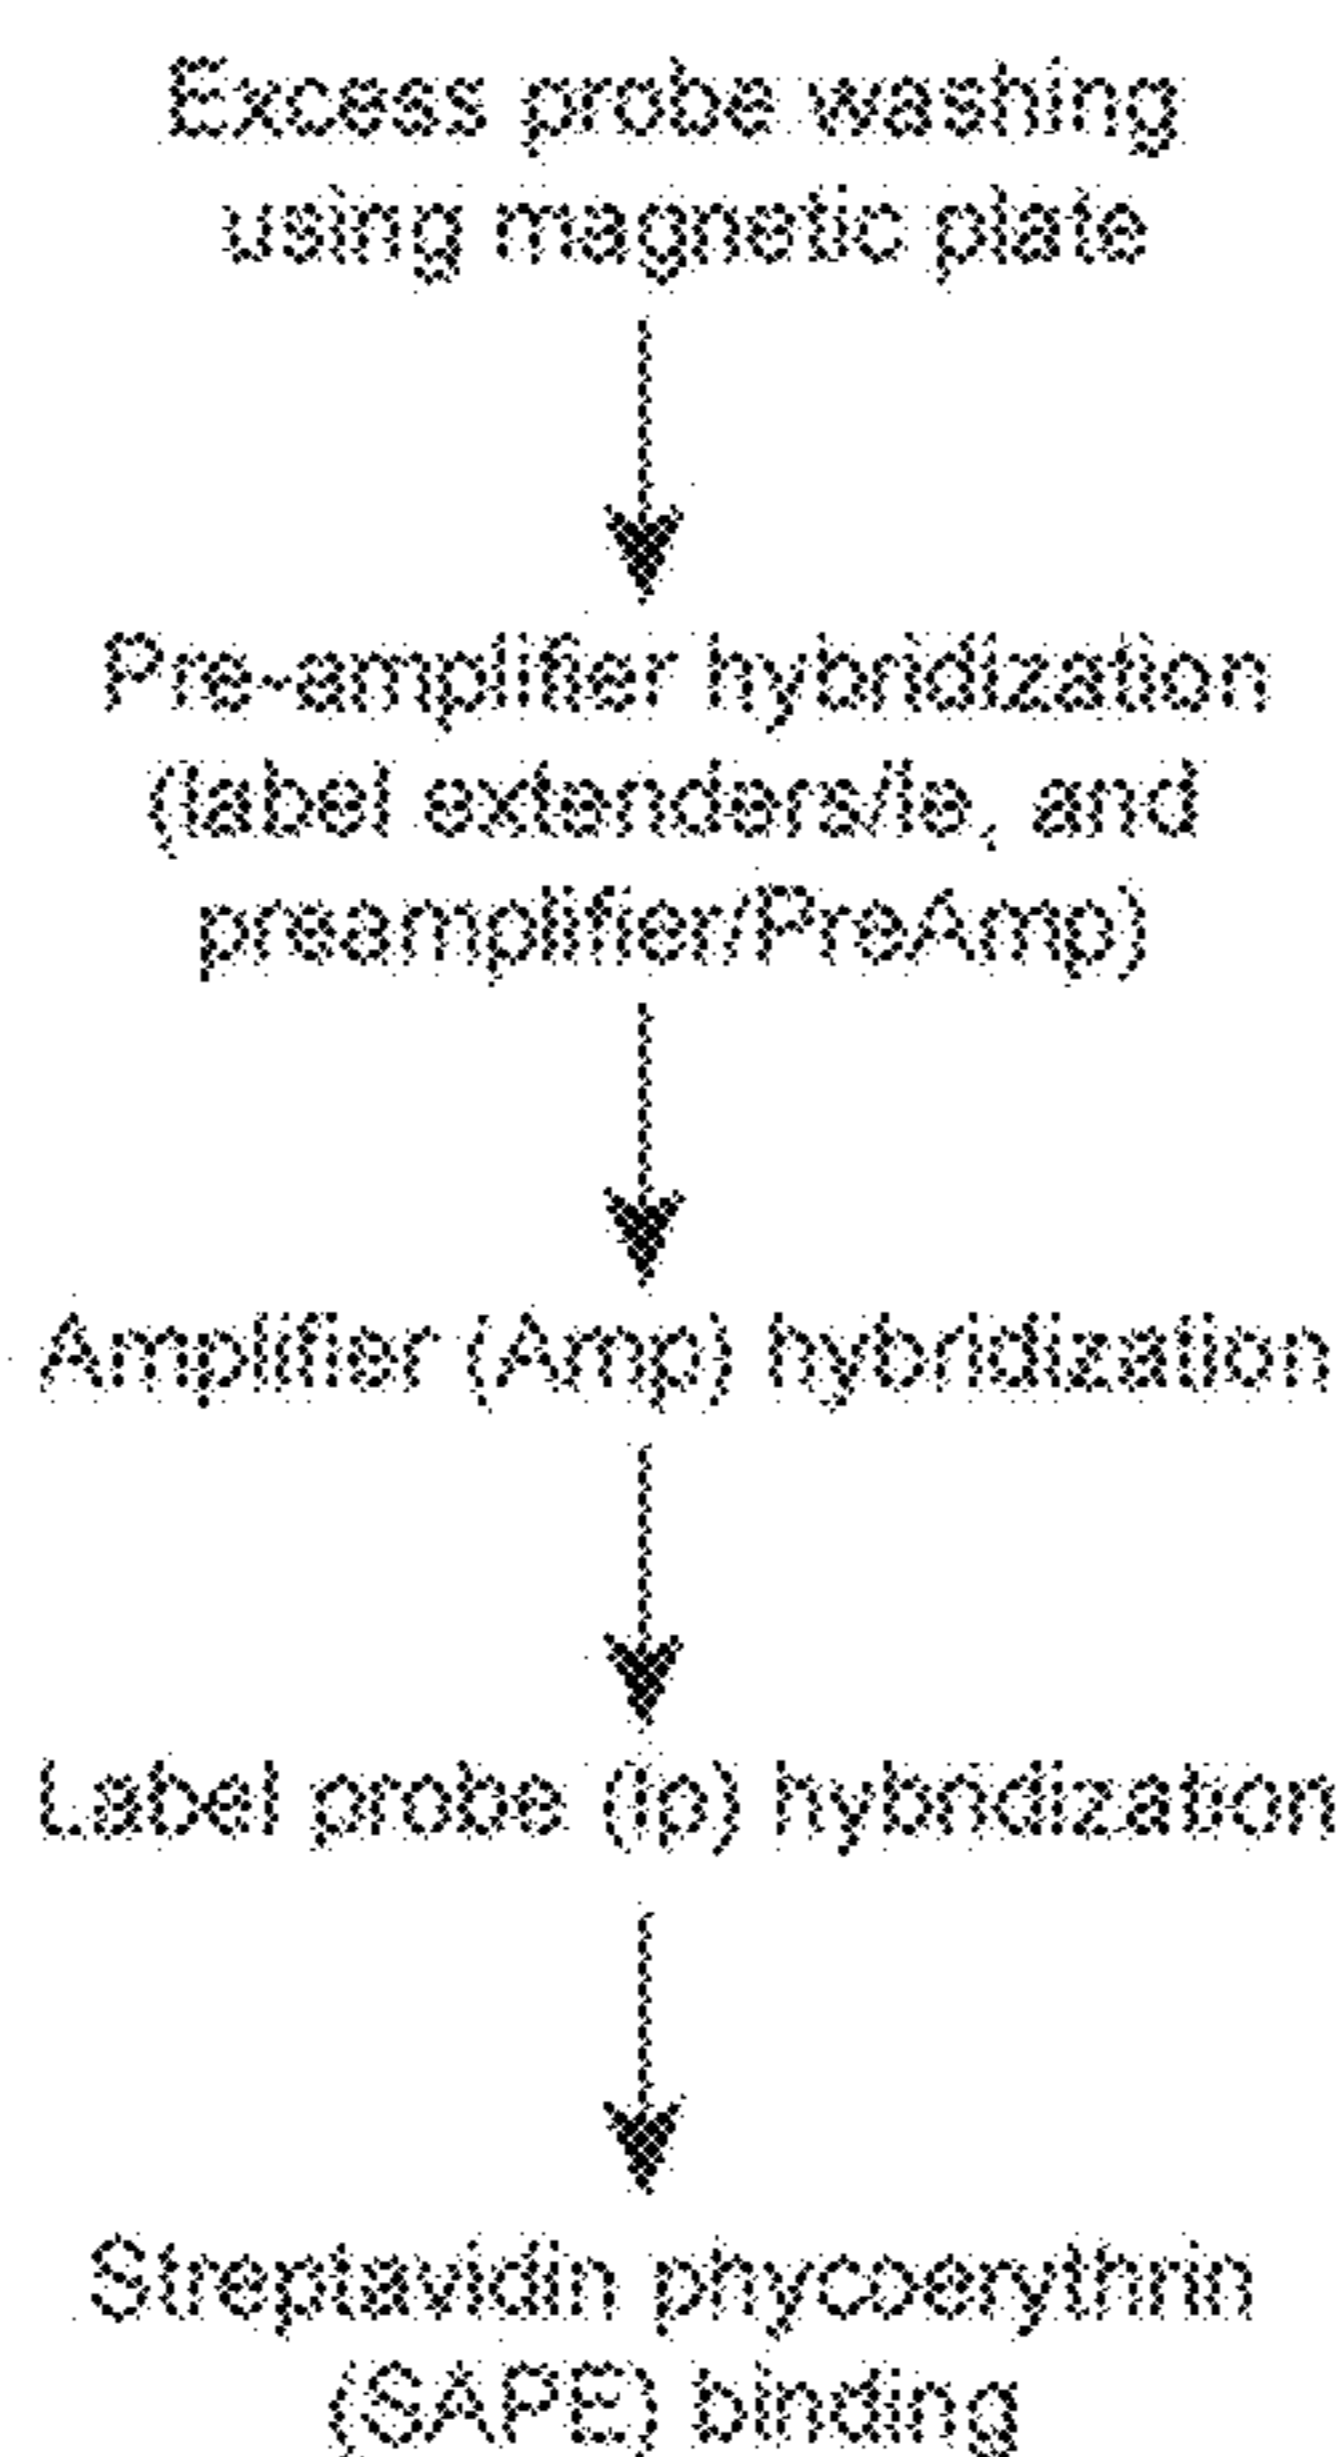 Excess probe washing
using magnetic plate
Pre-amplifier hybridization
(label extenders/le, and
preamplifier/PreAmp)
Amplifier (Amp) hybridization
Label probe (lp) hybridization
Streptavidin phycoerythrin
(SAPE) binding